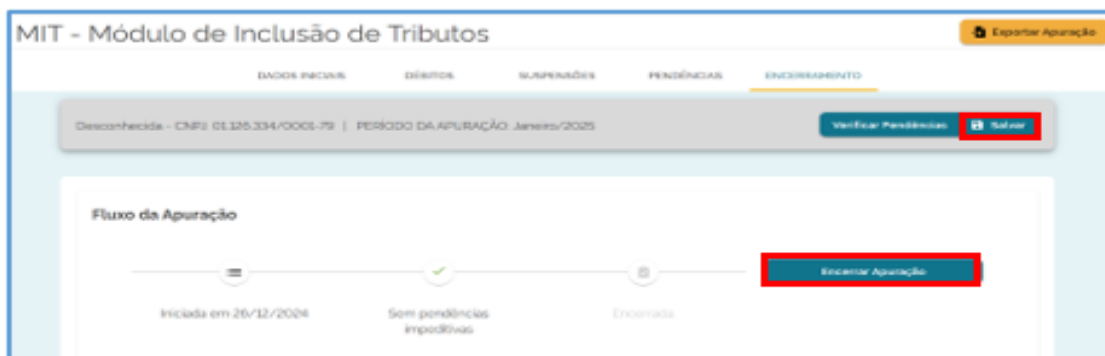 MIT - Módulo de Inclusão de Tributos
Exportar Apuração
DADOS INICIAIS DÉBITOS SUSPENSÕES PENDÊNCIAS ENCERRAMENTO
Desconhecida - CNPJ: 01.126.334/0001-79 | PERÍODO DA APURAÇÃO: Janeiro/2025
Verificar Pendências Salvar
Fluxo da Apuração
Encerrar Apuração
Iniciada em 26/12/2024 Sem pendências Encerrada
impeditivas